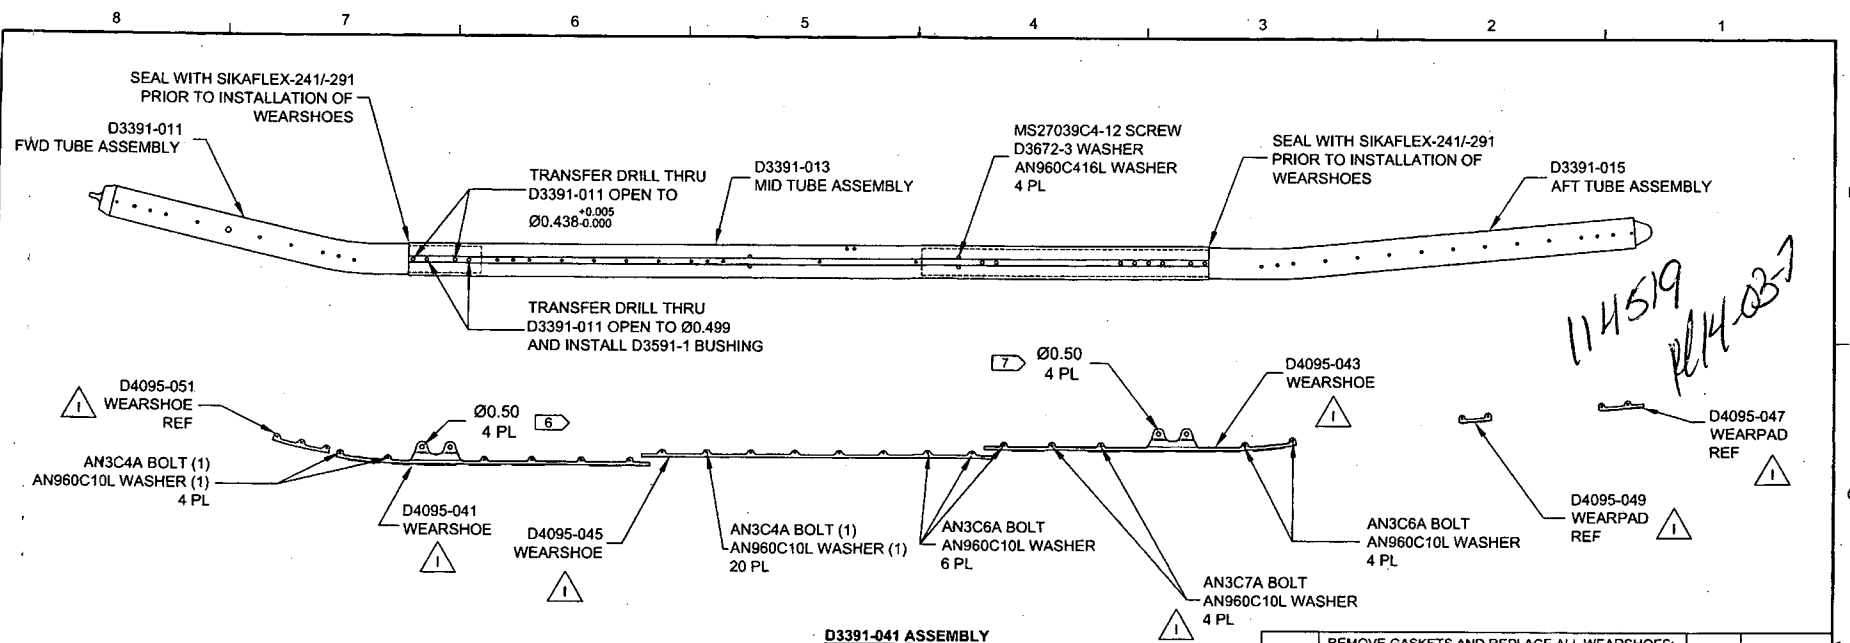 8 7 6 5 4 3 2 1
SEAL WITH SIKAFLEX-241/-291
PRIOR TO INSTALLATION OF
WEARSHOES
D3391-011
FWD TUBE ASSEMBLY
TRANSFER DRILL THRU
D3391-011 OPEN TO
Ø0.438 +0.005 -0.000
D3391-013
MID TUBE ASSEMBLY
MS27039C4-12 SCREW
D3672-3 WASHER
AN960C416L WASHER
4 PL
SEAL WITH SIKAFLEX-241/-291
PRIOR TO INSTALLATION OF
WEARSHOES
D3391-015
AFT TUBE ASSEMBLY
TRANSFER DRILL THRU
D3391-011 OPEN TO Ø0.499
AND INSTALL D3591-1 BUSHING
114519
14-03-7
D4095-051
WEARSHOE
REF
1
Ø0.50
4 PL
6
7
Ø0.50
4 PL
D4095-043
WEARSHOE
1
D4095-047
WEARPAD
REF
1
AN3C4A BOLT (1)
AN960C10L WASHER (1)
4 PL
D4095-041
WEARSHOE
1
D4095-045
WEARSHOE
1
AN3C4A BOLT (1)
AN960C10L WASHER (1)
20 PL
AN3C6A BOLT
AN960C10L WASHER
6 PL
AN3C7A BOLT
AN960C10L WASHER
4 PL
1
AN3C6A BOLT
AN960C10L WASHER
4 PL
D4095-049
WEARPAD
REF
1
D3391-041 ASSEMBLY
REMOVE GASKETS AND REPLACE ALL WEARSHOES;